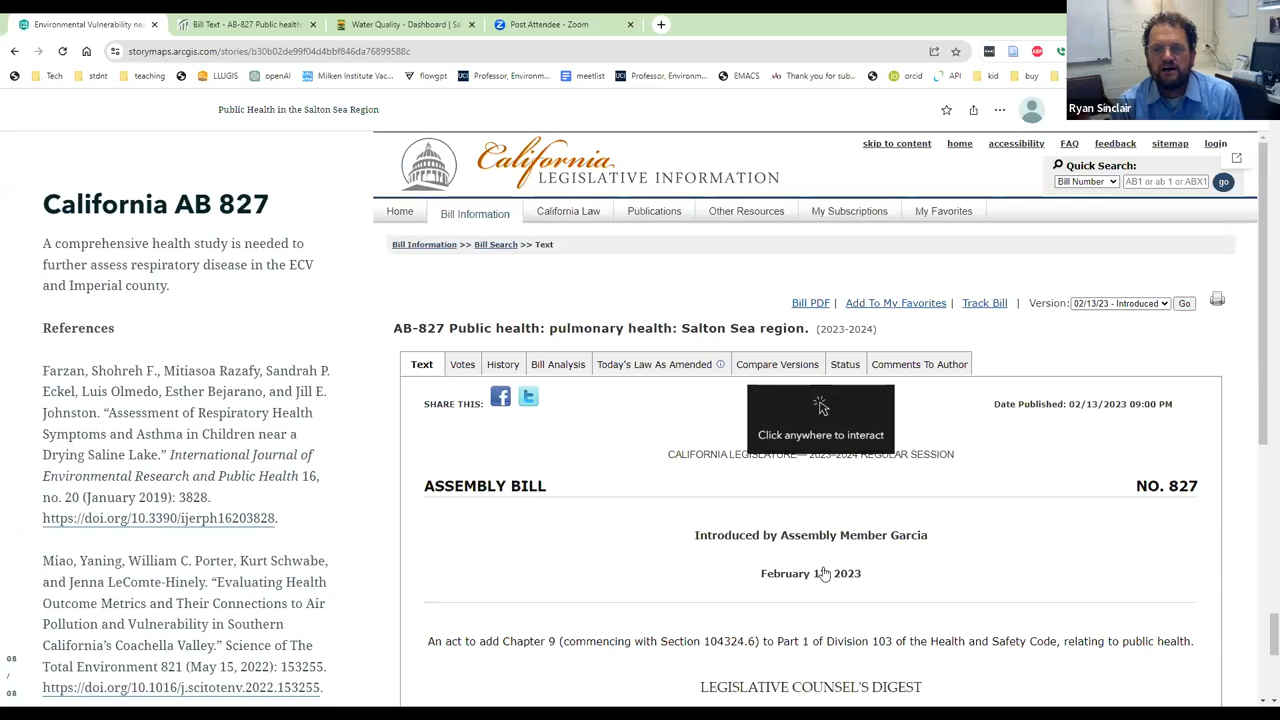 Environmental Vulnerability nea
Bill Text - AB-827 Public health
Water Quality - Dashboard | Se
Post Attendee - Zoom
storymaps.arcgis.com/stories/b30b02de99f04d4bbf846da76899588c
Tech
stdnt
teaching
LLUGIS
openAI
Milken Institute Vac...
flowgpt
Professor, Environm...
meetlist
Professor, Environm...
EMACS
Thank you for sub...
orcid
API
kid
buy
Ryan Sinclair
Public Health in the Salton Sea Region
California AB 827
A comprehensive health study is needed to
further assess respiratory disease in the ECV
and Imperial county.
References
Farzan, Shohreh F., Mitiasoa Razafy, Sandrah P.
Eckel, Luis Olmedo, Esther Bejarano, and Jill E.
Johnston. “Assessment of Respiratory Health
Symptoms and Asthma in Children near a
Drying Saline Lake.” International Journal of
Environmental Research and Public Health 16,
no. 20 (January 2019): 3828.
https://doi.org/10.3390/ijerph16203828.
Miao, Yaning, William C. Porter, Kurt Schwabe,
and Jenna LeComte-Hinely. “Evaluating Health
Outcome Metrics and Their Connections to Air
Pollution and Vulnerability in Southern
California’s Coachella Valley.” Science of The
Total Environment 821 (May 15, 2022): 153255.
https://doi.org/10.1016/j.scitotenv.2022.153255.
08
/
08
skip to content home accessibility FAQ feedback sitemap login
California
LEGISLATIVE INFORMATION
Quick Search:
Bill Number AB1 or ab 1 or ABX1 go
Home Bill Information California Law Publications Other Resources My Subscriptions My Favorites
Bill Information >> Bill Search >> Text
Bill PDF | Add To My Favorites | Track Bill | Version: 02/13/23 - Introduced Go
AB-827 Public health: pulmonary health: Salton Sea region. (2023-2024)
Text Votes History Bill Analysis Today's Law As Amended Compare Versions Status Comments To Author
SHARE THIS:
Date Published: 02/13/2023 09:00 PM
Click anywhere to interact
CALIFORNIA LEGISLATURE— 2023–2024 REGULAR SESSION
ASSEMBLY BILL NO. 827
Introduced by Assembly Member Garcia
February 2023
An act to add Chapter 9 (commencing with Section 104324.6) to Part 1 of Division 103 of the Health and Safety Code, relating to public health.
LEGISLATIVE COUNSEL'S DIGEST